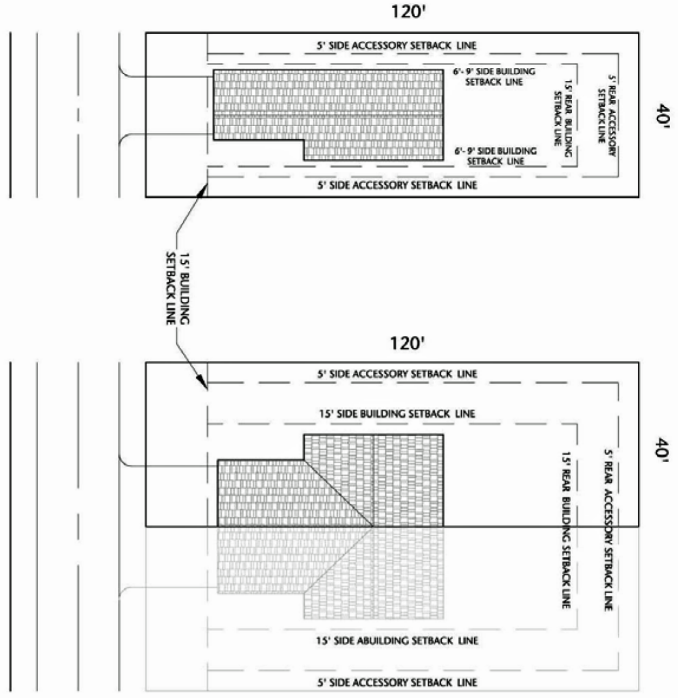 120'
5' SIDE ACCESSORY SETBACK LINE
6'- 9' SIDE BUILDING
SETBACK LINE
15' REAR BUILDING
SETBACK LINE
5' REAR ACCESSORY
SETBACK LINE
40'
6'- 9' SIDE BUILDING
SETBACK LINE
5' SIDE ACCESSORY SETBACK LINE
15' BUILDING
SETBACK LINE
120'
5' SIDE ACCESSORY SETBACK LINE
15' SIDE BUILDING SETBACK LINE
40'
15' REAR BUILDING SETBACK LINE
5' REAR ACCESSORY SETBACK LINE
15' SIDE ABUILDING SETBACK LINE
5' SIDE ACCESSORY SETBACK LINE